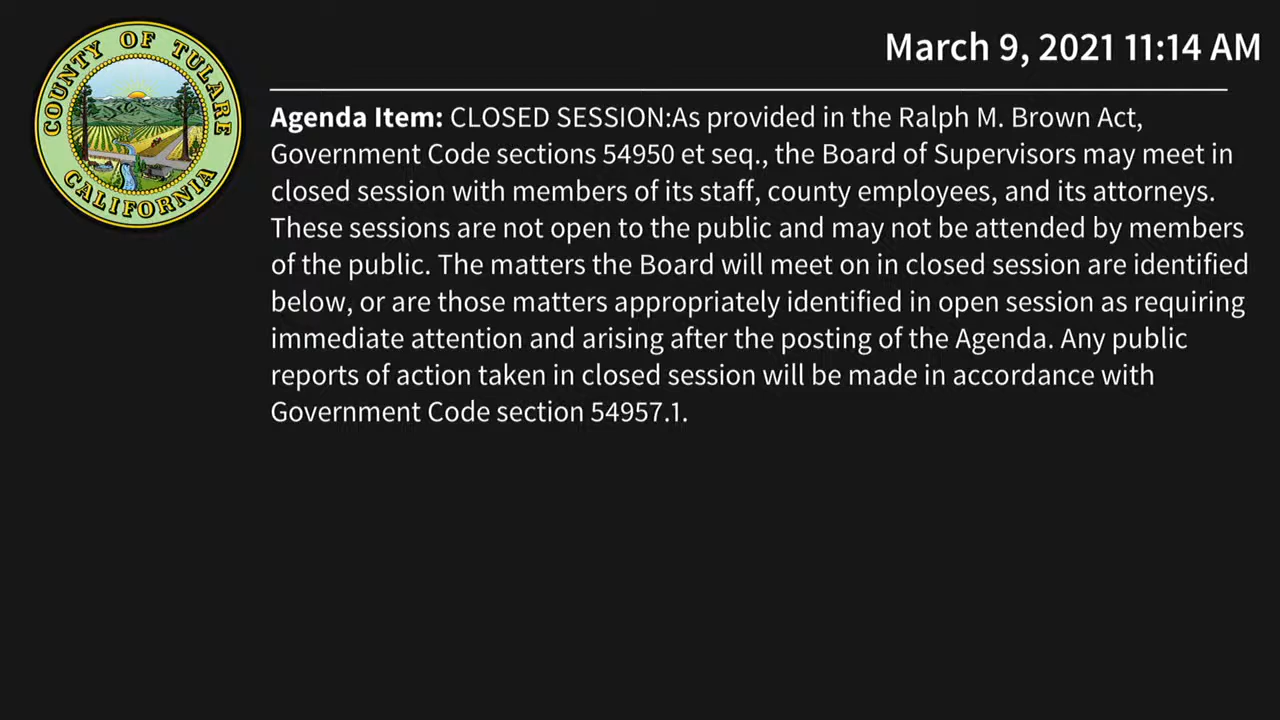 COUNTY OF TULARE
CALIFORNIA
March 9, 2021 11:14 AM
Agenda Item: CLOSED SESSION:As provided in the Ralph M. Brown Act,
Government Code sections 54950 et seq., the Board of Supervisors may meet in
closed session with members of its staff, county employees, and its attorneys.
These sessions are not open to the public and may not be attended by members
of the public. The matters the Board will meet on in closed session are identified
below, or are those matters appropriately identified in open session as requiring
immediate attention and arising after the posting of the Agenda. Any public
reports of action taken in closed session will be made in accordance with
Government Code section 54957.1.